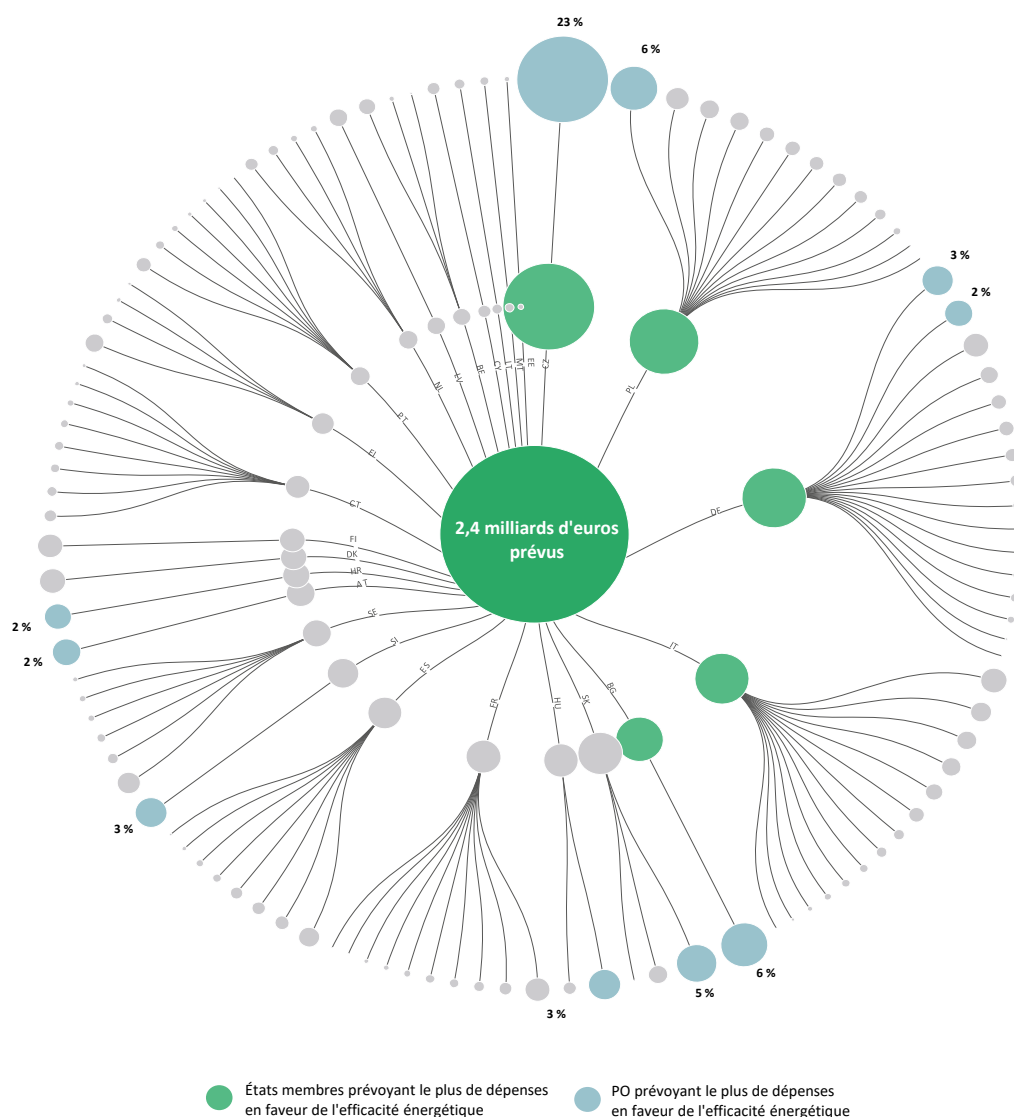 23 %
6 %
3 %
2 %
NL
LV
BE
CY
LT
MT
EE
CZ
PL
PT
EL
CT
DE
2,4 milliards d'euros
prévus
FI
DK
HR
AT
SE
SI
ES
FR
HU
SK
BG
IT
2 %
2 %
3 %
3 %
5 %
6 %
États membres prévoyant le plus de dépenses
en faveur de l'efficacité énergétique
PO prévoyant le plus de dépenses
en faveur de l'efficacité énergétique